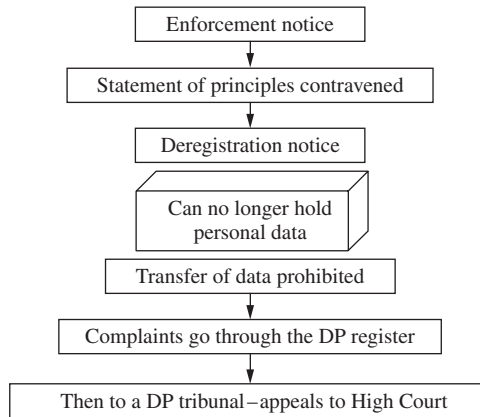 Enforcement notice
Statement of principles contravened
Deregistration notice
Can no longer hold
personal data
Transfer of data prohibited
Complaints go through the DP register
Then to a DP tribunal–appeals to High Court